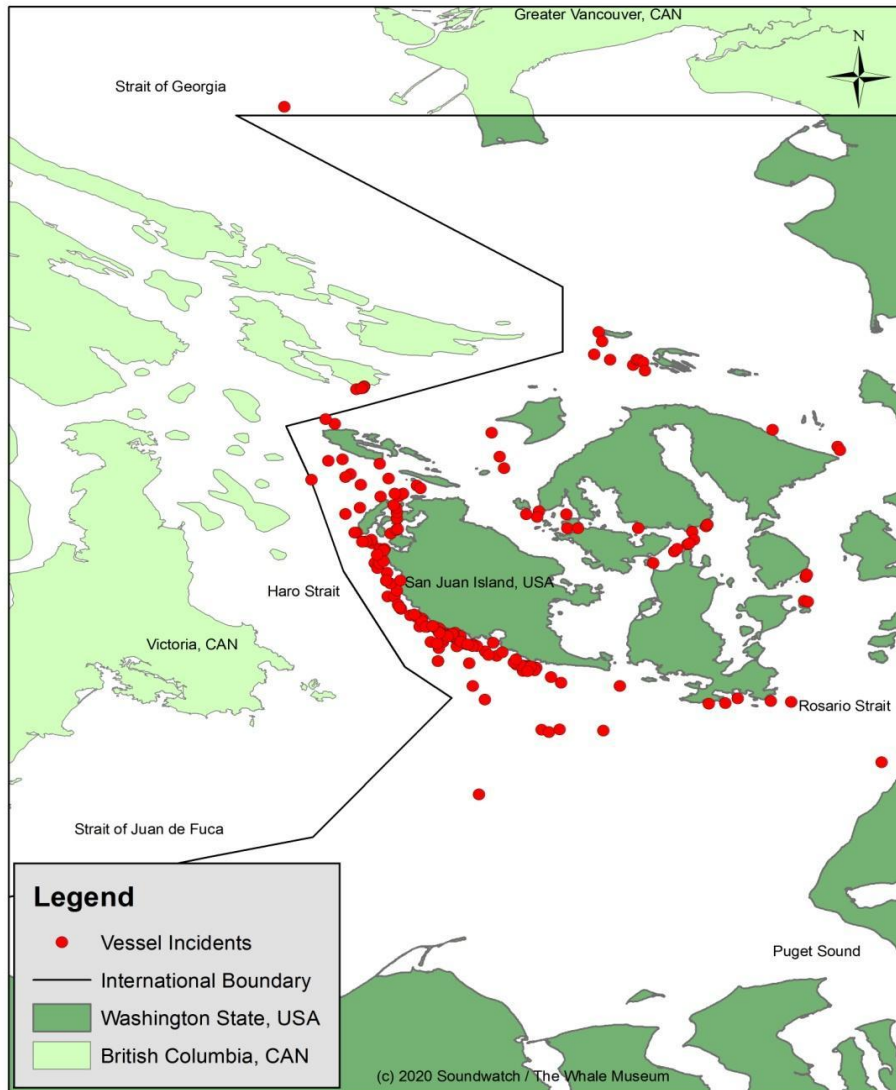 Greater Vancouver, CAN
N
Strait of Georgia
San Juan Island, USA
Haro Strait
Victoria, CAN
Rosario Strait
Strait of Juan de Fuca
Legend
Vessel Incidents
International Boundary
Washington State, USA
British Columbia, CAN
Puget Sound
(c) 2020 Soundwatch / The Whale Museum